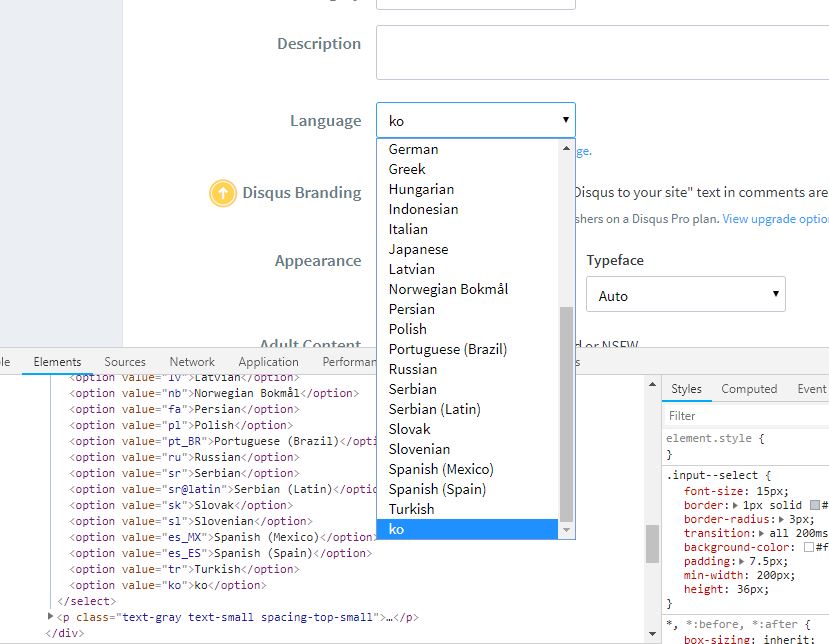 Description
Language
ko
German
ge.
Greek
Disqus Branding
Hungarian
Disqus to your site" text in comments are
Indonesian
shers on a Disqus Pro plan. View upgrade optio
Italian
Japanese
Appearance
Typeface
Latvian
Norwegian Bokmål
Auto
Persian
Polish
Adult Content
d or NSFW
Portuguese (Brazil)
Russian
Serbian
Serbian (Latin)
Slovak
Slovenian
Spanish (Mexico)
Spanish (Spain)
Turkish
ko
le Elements Sources Network Application Performan s
<option value="lv">Latvian</option>
<option value="nb">Norwegian Bokmål</option>
<option value="fa">Persian</option>
<option value="pl">Polish</option>
<option value="pt_BR">Portuguese (Brazil)</opti
<option value="ru">Russian</option>
<option value="sr">Serbian</option>
<option value="sr@latin">Serbian (Latin)</optio
<option value="sk">Slovak</option>
<option value="sl">Slovenian</option>
<option value="es_MX">Spanish (Mexico)</option>
<option value="es_ES">Spanish (Spain)</option>
<option value="tr">Turkish</option>
<option value="ko">ko</option>
</select>
<p class="text-gray text-small spacing-top-small">…</p>
</div>
Styles Computed Event
Filter
element.style {
}
.input--select {
font-size: 15px;
border: 1px solid #
border-radius: 3px;
transition: all 200ms
background-color: #f
padding: 7.5px;
min-width: 200px;
height: 36px;
}
*, *:before, *:after {
box-sizing: inherit;